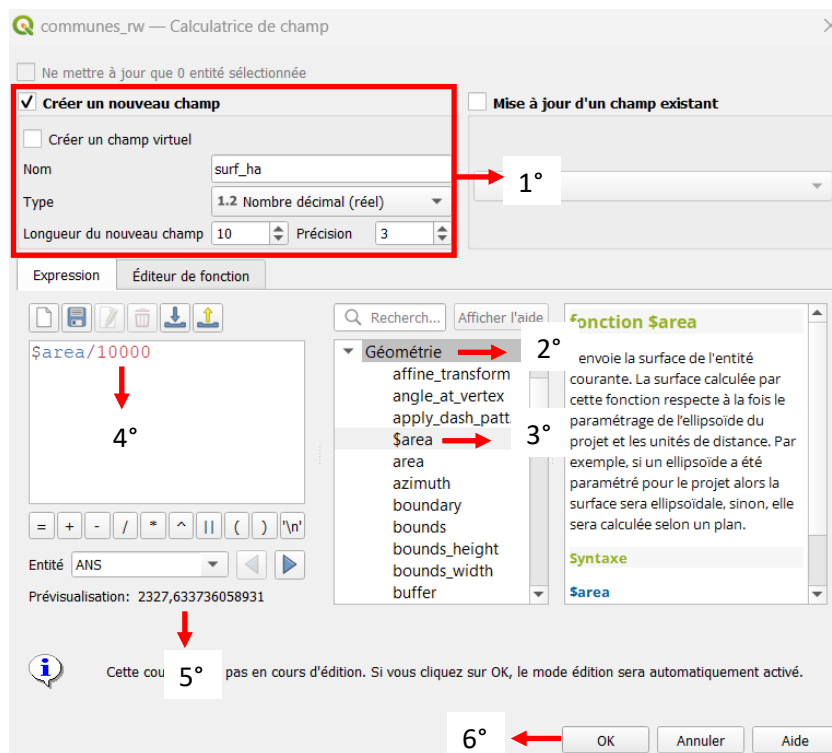 communes_rw — Calculatrice de champ
Ne mettre à jour que 0 entité sélectionnée
Créer un nouveau champ
Mise à jour d'un champ existant
Créer un champ virtuel
Nom surf_ha
1°
Type 1.2 Nombre décimal (réel)
Longueur du nouveau champ 10 Précision 3
Expression Éditeur de fonction
Recherch... Afficher l'aide
$area/10000
4°
Géométrie
2°
affine_transform
angle_at_vertex
apply_dash_patt
$area
3°
area
azimuth
boundary
bounds
bounds_height
bounds_width
buffer
fonction $area
envoie la surface de l'entité
courante. La surface calculée par
cette fonction respecte à la fois le
paramétrage de l'ellipsoïde du
projet et les unités de distance. Par
exemple, si un ellipsoïde a été
paramétré pour le projet alors la
surface sera ellipsoïdale, sinon, elle
sera calculée selon un plan.
Syntaxe
$area
= + - / * ^ || ( ) '\n'
Entité ANS
Prévisualisation: 2327,633736058931
5°
Cette cou pas en cours d'édition. Si vous cliquez sur OK, le mode édition sera automatiquement activé.
6°
OK Annuler Aide